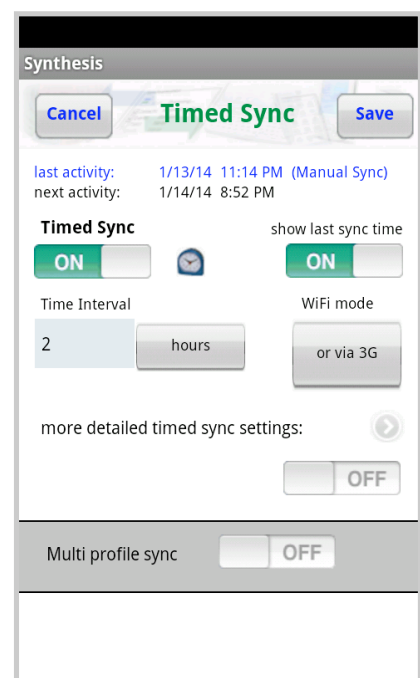 Synthesis
Cancel Timed Sync Save
last activity: 1/13/14 11:14 PM (Manual Sync)
next activity: 1/14/14 8:52 PM
Timed Sync show last sync time
ON ON
Time Interval WiFi mode
2 hours or via 3G
more detailed timed sync settings:
OFF
Multi profile sync OFF